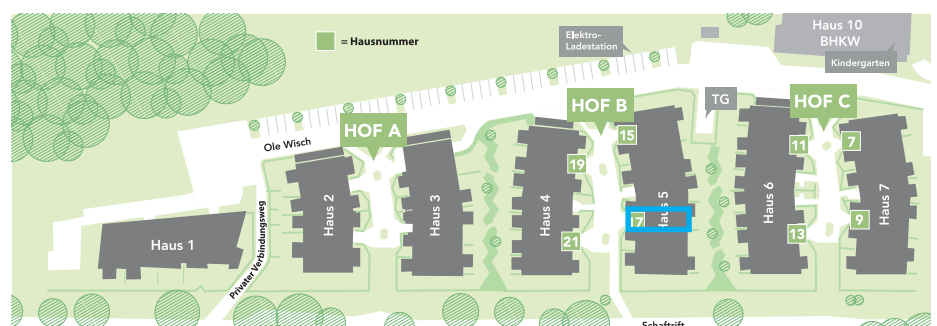 Haus 10
BHKW
Elektro-
Ladestation
= Hausnummer
Kindergarten
TG
HOF A
HOF B
HOF C
Ole Wisch
15
11
7
19
Haus 2
Haus 3
Haus 4
Haus 5
Haus 6
Haus 7
17
9
21
13
Haus 1
Privater Verbindungsweg
Schaftrift